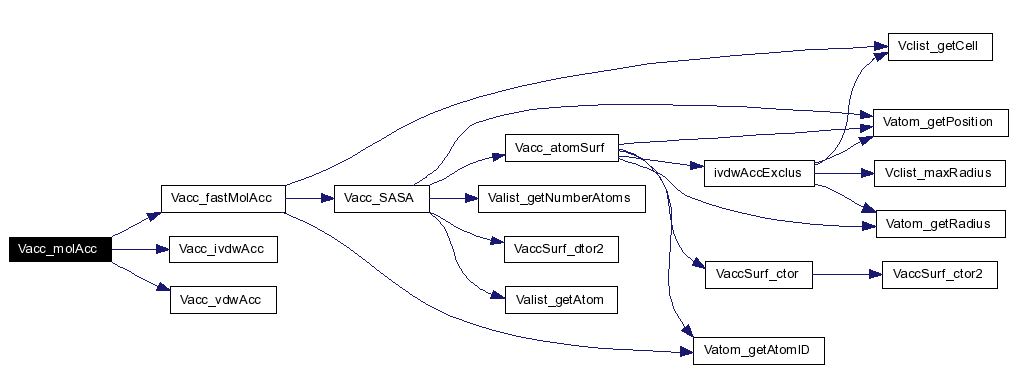 Vclist_getCell
Vatom_getPosition
Vacc_atomSurf
ivdwAccExclus
Vclist_maxRadius
Vacc_fastMolAcc
Vacc_SASA
Valist_getNumberAtoms
Vatom_getRadius
Vacc_molAcc
Vacc_ivdwAcc
VaccSurf_dtor2
VaccSurf_ctor
VaccSurf_ctor2
Vacc_vdwAcc
Valist_getAtom
Vatom_getAtomID